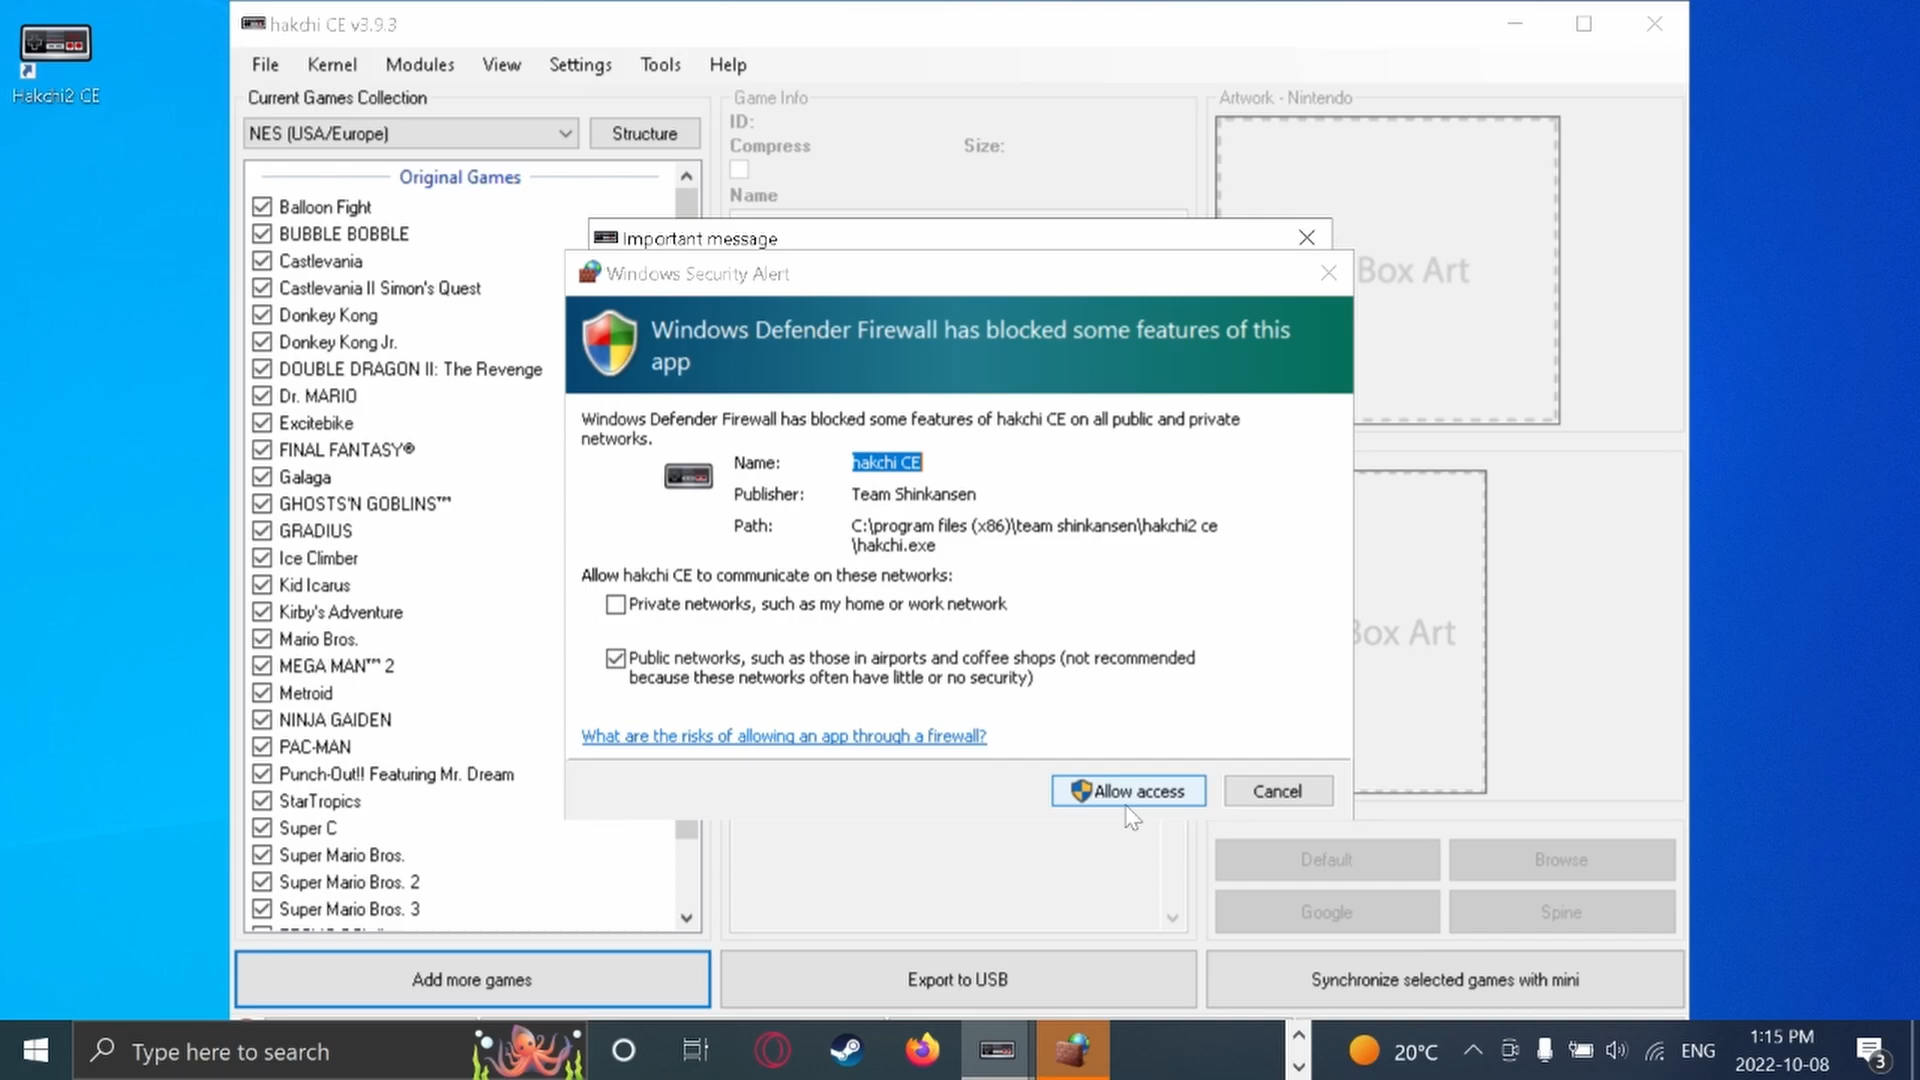 Hakchi2 CE
hakchi CE v3.9.3
File Kernel Modules View Settings Tools Help
Current Games Collection
NES (USA/Europe)
Structure
Original Games
Balloon Fight
BUBBLE BOBBLE
Castlevania
Castlevania II Simon's Quest
Donkey Kong
Donkey Kong Jr.
DOUBLE DRAGON II: The Revenge
Dr. MARIO
Excitebike
FINAL FANTASY®
Galaga
GHOSTS'N GOBLINS™
GRADIUS
Ice Climber
Kid Icarus
Kirby's Adventure
Mario Bros.
MEGA MAN™ 2
Metroid
NINJA GAIDEN
PAC-MAN
Punch-Out!! Featuring Mr. Dream
StarTropics
Super C
Super Mario Bros.
Super Mario Bros. 2
Super Mario Bros. 3
Game Info
ID:
Compress
Size:
Name
Artwork - Nintendo
Box Art
Box Art
Important message
Windows Security Alert
Windows Defender Firewall has blocked some features of this
app
Windows Defender Firewall has blocked some features of hakchi CE on all public and private
networks.
Name: hakchi CE
Publisher: Team Shinkansen
Path: C:\program files (x86)\team shinkansen\hakchi2 ce
\hakchi.exe
Allow hakchi CE to communicate on these networks:
Private networks, such as my home or work network
Public networks, such as those in airports and coffee shops (not recommended
because these networks often have little or no security)
What are the risks of allowing an app through a firewall?
Allow access
Cancel
Default
Browse
Google
Spine
Add more games
Export to USB
Synchronize selected games with mini
Type here to search
20°C
ENG
1:15 PM
2022-10-08
3